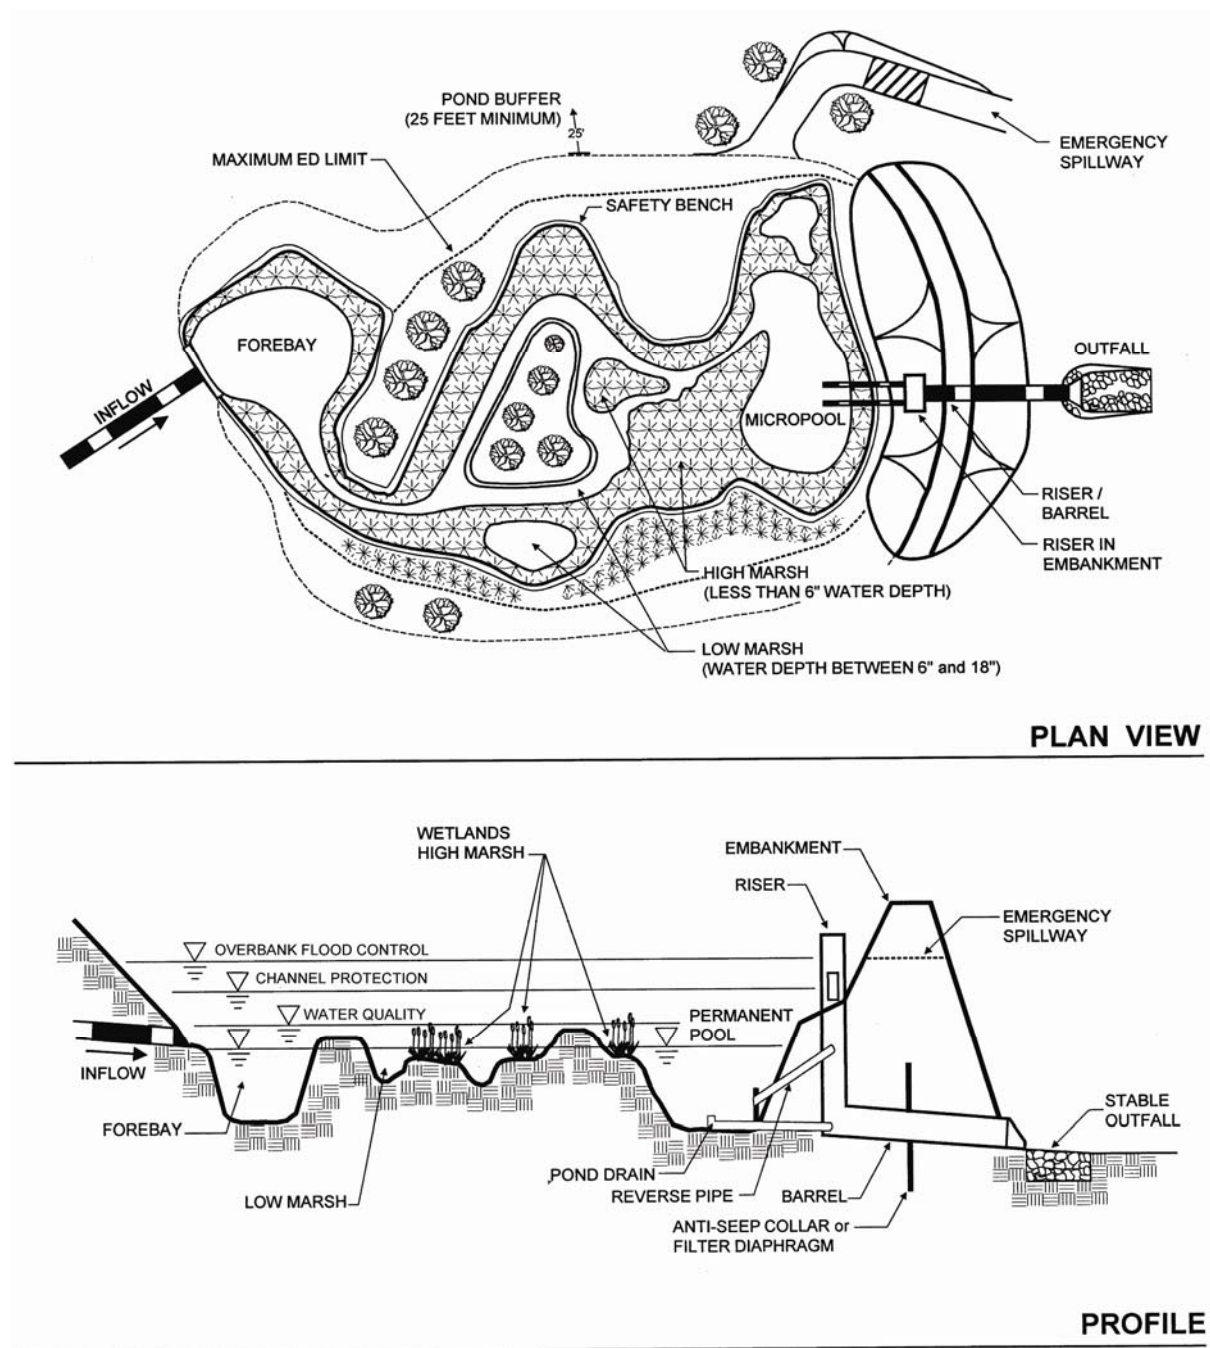 POND BUFFER
(25 FEET MINIMUM)
25'
MAXIMUM ED LIMIT
SAFETY BENCH
EMERGENCY
SPILLWAY
FOREBAY
INFLOW
OUTFALL
MICROPOOL
RISER /
BARREL
RISER IN
EMBANKMENT
HIGH MARSH
(LESS THAN 6" WATER DEPTH)
LOW MARSH
(WATER DEPTH BETWEEN 6" and 18")
PLAN VIEW
WETLANDS
HIGH MARSH
EMBANKMENT
RISER
EMERGENCY
SPILLWAY
OVERBANK FLOOD CONTROL
CHANNEL PROTECTION
WATER QUALITY
PERMANENT
POOL
INFLOW
FOREBAY
STABLE
OUTFALL
LOW MARSH
POND DRAIN
REVERSE PIPE
BARREL
ANTI-SEEP COLLAR or
FILTER DIAPHRAGM
PROFILE